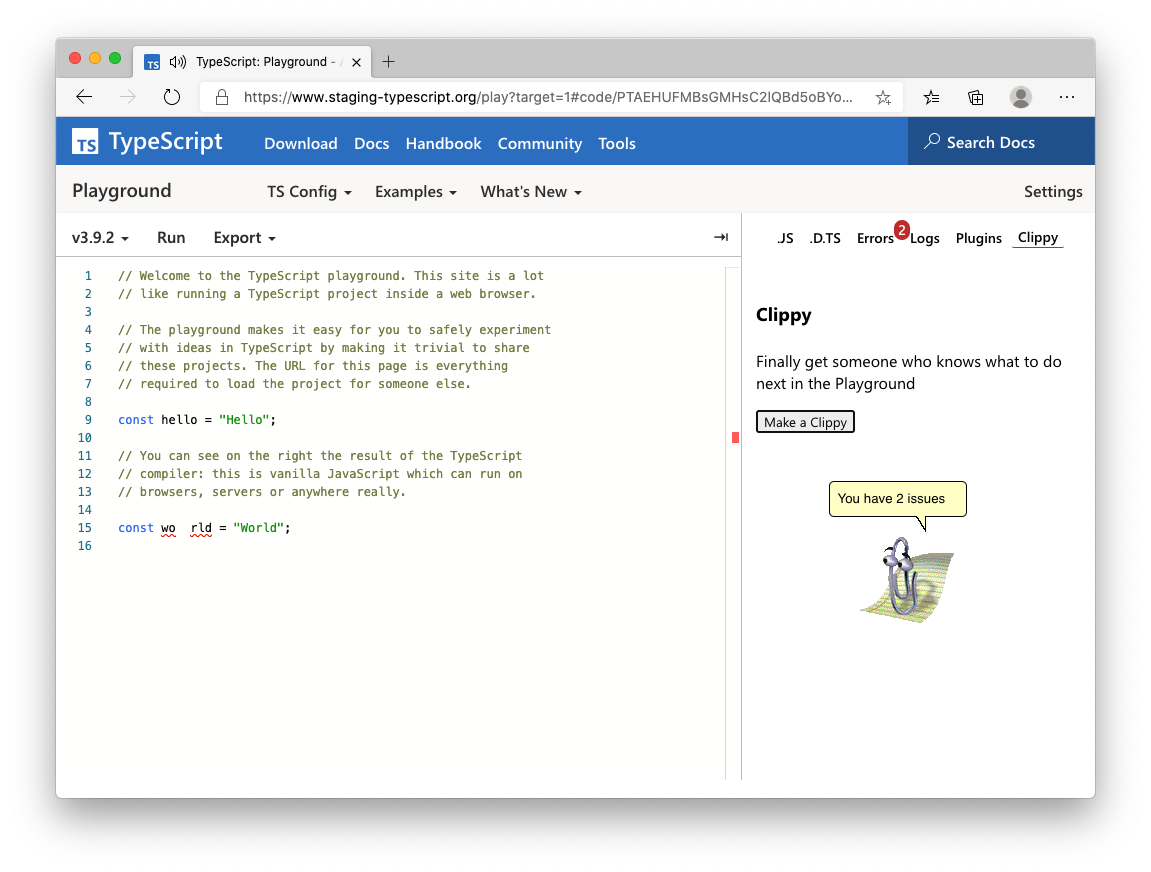 TS TypeScript: Playground -
https://www.staging-typescript.org/play?target=1#code/PTAEHUFMBsGMHsC2lQBd5oBYo...
TS TypeScript Download Docs Handbook Community Tools Search Docs
Playground TS Config Examples What's New Settings
v3.9.2 Run Export
.JS .D.TS Errors 2 Logs Plugins Clippy
1 // Welcome to the TypeScript playground. This site is a lot
2 // like running a TypeScript project inside a web browser.
3
4 // The playground makes it easy for you to safely experiment
5 // with ideas in TypeScript by making it trivial to share
6 // these projects. The URL for this page is everything
7 // required to load the project for someone else.
8
9 const hello = "Hello";
10
11 // You can see on the right the result of the TypeScript
12 // compiler: this is vanilla JavaScript which can run on
13 // browsers, servers or anywhere really.
14
15 const wo  rld = "World";
16
Clippy
Finally get someone who knows what to do
next in the Playground
Make a Clippy
You have 2 issues